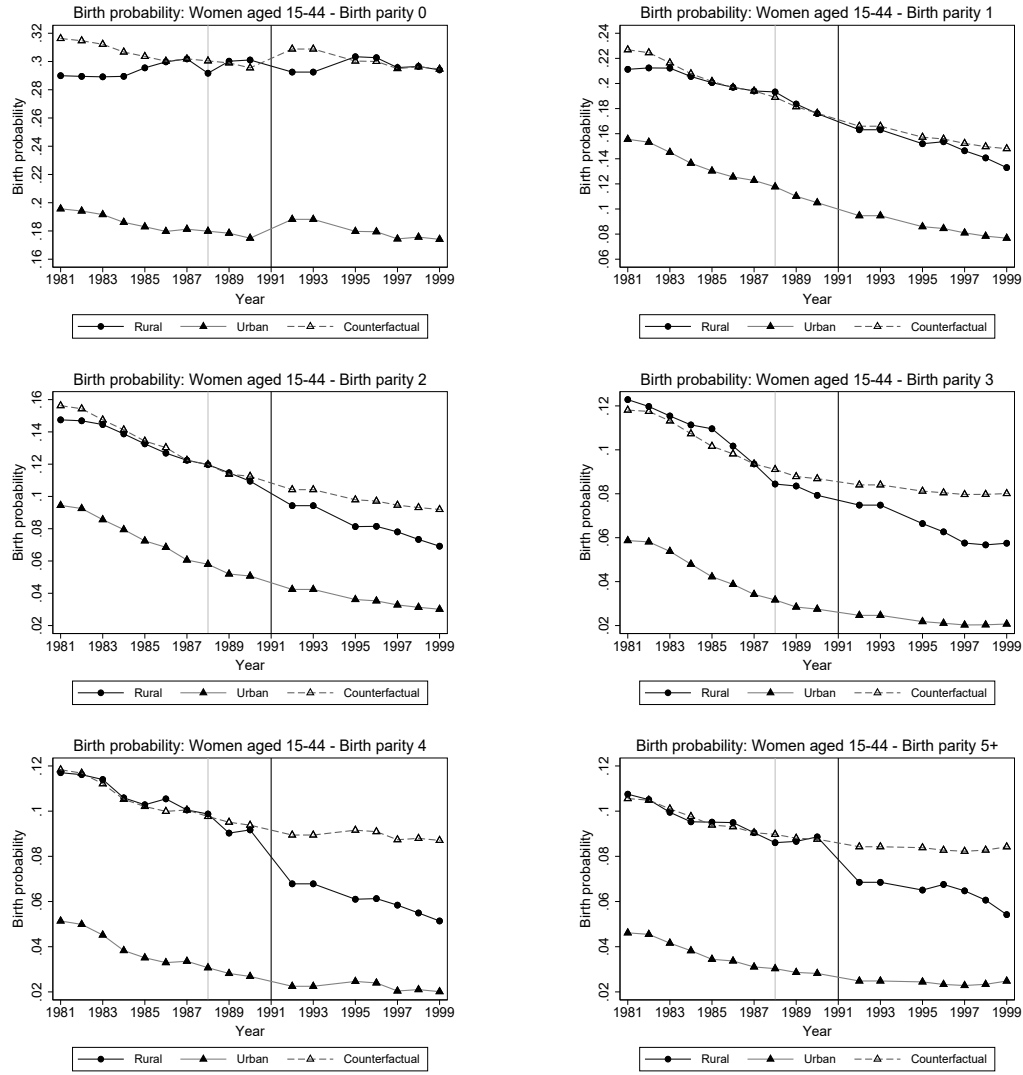 Birth probability: Women aged 15-44 - Birth parity 0
Birth probability
.16 .18 .2 .22 .24 .26 .28 .3 .32
1981 1983 1985 1987 1989 1991 1993 1995 1997 1999
Year
Rural Urban Counterfactual
Birth probability: Women aged 15-44 - Birth parity 1
Birth probability
.06 .08 .1 .12 .14 .16 .18 .2 .22 .24
1981 1983 1985 1987 1989 1991 1993 1995 1997 1999
Year
Rural Urban Counterfactual
Birth probability: Women aged 15-44 - Birth parity 2
Birth probability
.02 .04 .06 .08 .1 .12 .14 .16
1981 1983 1985 1987 1989 1991 1993 1995 1997 1999
Year
Rural Urban Counterfactual
Birth probability: Women aged 15-44 - Birth parity 3
Birth probability
.02 .04 .06 .08 .1 .12
1981 1983 1985 1987 1989 1991 1993 1995 1997 1999
Year
Rural Urban Counterfactual
Birth probability: Women aged 15-44 - Birth parity 4
Birth probability
.02 .04 .06 .08 .1 .12
1981 1983 1985 1987 1989 1991 1993 1995 1997 1999
Year
Rural Urban Counterfactual
Birth probability: Women aged 15-44 - Birth parity 5+
Birth probability
.02 .04 .06 .08 .1 .12
1981 1983 1985 1987 1989 1991 1993 1995 1997 1999
Year
Rural Urban Counterfactual